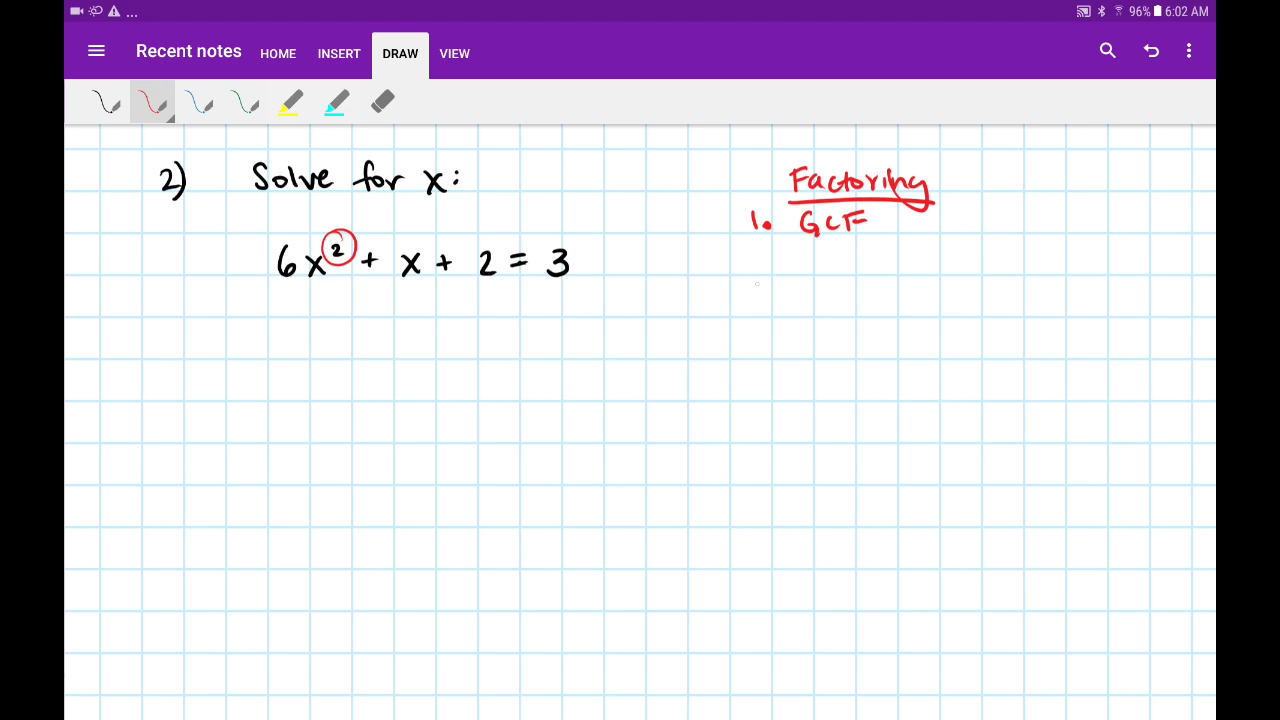 ... 96% 6:02 AM
Recent notes HOME INSERT DRAW VIEW
2) Solve for x:
6x² + x + 2 = 3
Factoring
1. GCF